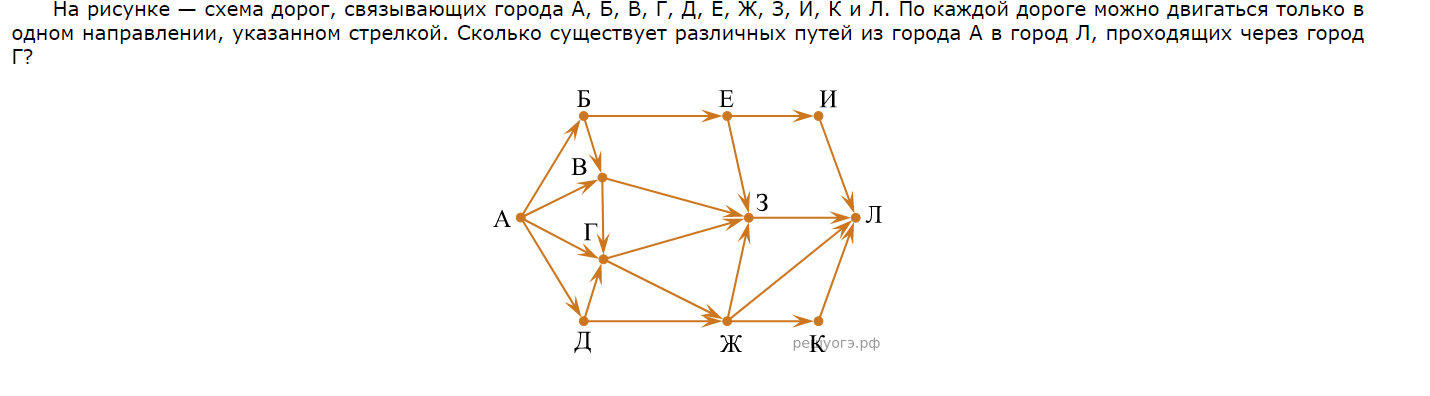 На рисунке — схема дорог, связывающих города А, Б, В, Г, Д, Е, Ж, З, И, К и Л. По каждой дороге можно двигаться только в
одном направлении, указанном стрелкой. Сколько существует различных путей из города А в город Л, проходящих через город
Г?
Б Е И
В
З
А Л
Г
Д Ж К
решуогэ.рф